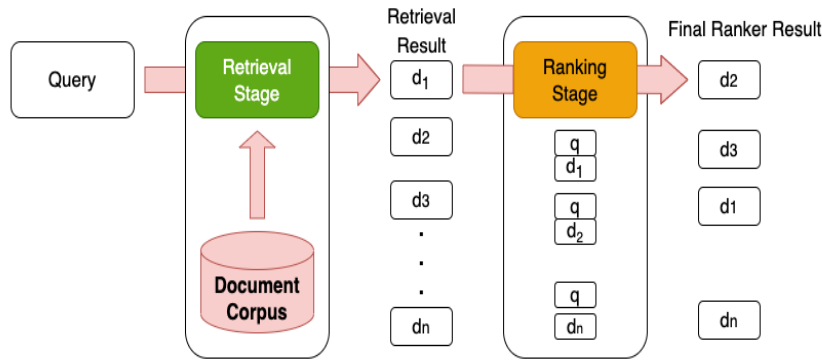 Query
Retrieval
Stage
Document
Corpus
Retrieval
Result
d1
d2
d3
.
.
.
.
dn
Ranking
Stage
q
d1
q
d2
q
dn
Final Ranker Result
d2
d3
d1
dn